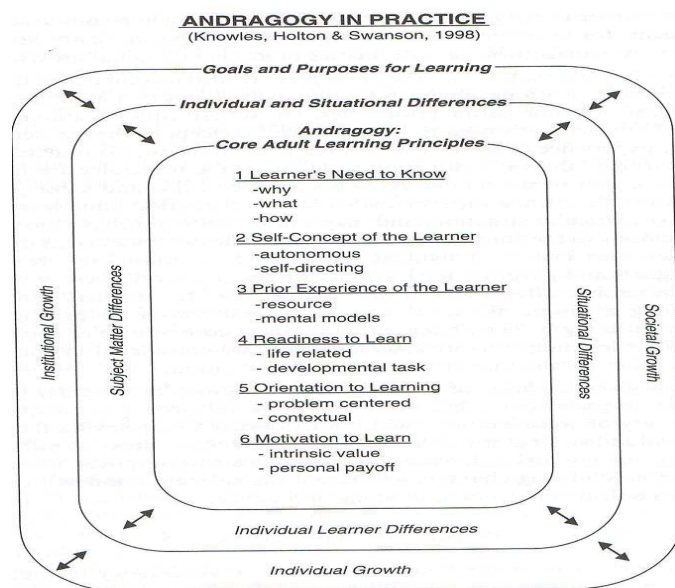 ANDRAGOGY IN PRACTICE
(Knowles, Holton & Swanson, 1998)
Goals and Purposes for Learning
Individual and Situational Differences
Andragogy:
Core Adult Learning Principles
1 Learner's Need to Know
-why
-what
-how
2 Self-Concept of the Learner
-autonomous
-self-directing
3 Prior Experience of the Learner
-resource
-mental models
4 Readiness to Learn
- life related
- developmental task
5 Orientation to Learning
- problem centered
- contextual
6 Motivation to Learn
- intrinsic value
- personal payoff
Institutional Growth
Subject Matter Differences
Situational Differences
Societal Growth
Individual Learner Differences
Individual Growth